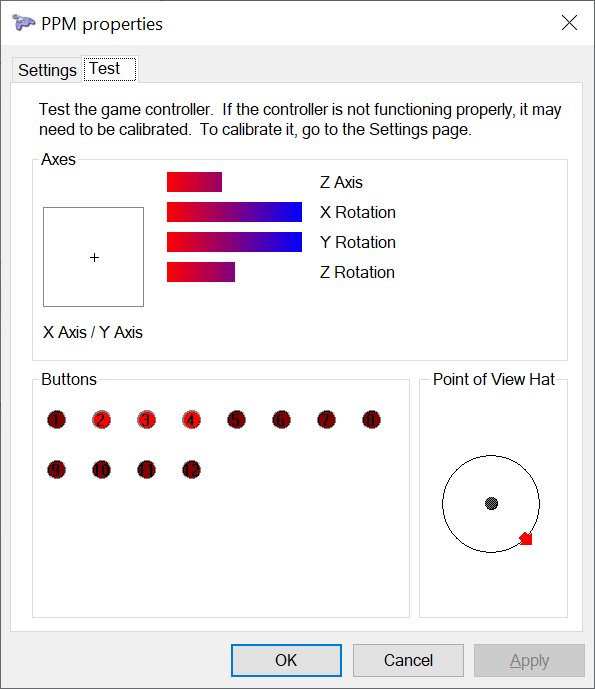 PPM properties
Settings
Test
Test the game controller.  If the controller is not functioning properly, it may
need to be calibrated.  To calibrate it, go to the Settings page.
Axes
Z Axis
X Rotation
Y Rotation
Z Rotation
X Axis / Y Axis
Buttons
1 2 3 4 5 6 7 8
9 10 11 12
Point of View Hat
OK
Cancel
Apply